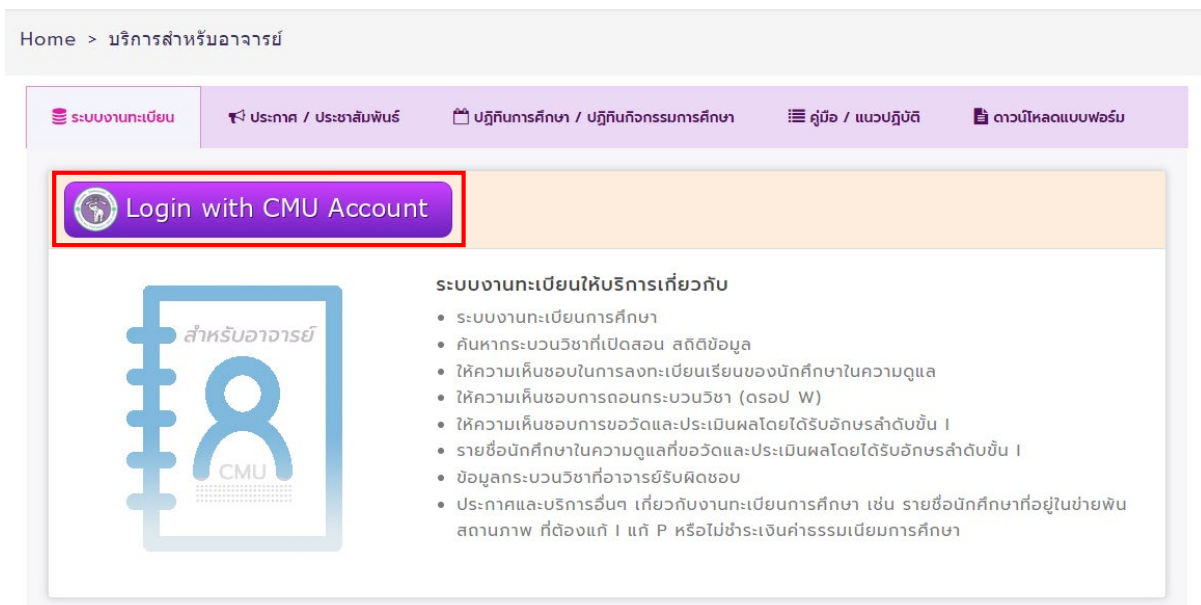 Home > บริการสำหรับอาจารย์
ระบบงานทะเบียน
ประกาศ / ประชาสัมพันธ์
ปฏิทินการศึกษา / ปฏิทินกิจกรรมการศึกษา
คู่มือ / แนวปฏิบัติ
ดาวน์โหลดแบบฟอร์ม
Login with CMU Account
สำหรับอาจารย์
CMU
ระบบงานทะเบียนให้บริการเกี่ยวกับ
• ระบบงานทะเบียนการศึกษา
• ค้นหากระบวนวิชาที่เปิดสอน สถิติข้อมูล
• ให้ความเห็นชอบในการลงทะเบียนเรียนของนักศึกษาในความดูแล
• ให้ความเห็นชอบการถอนกระบวนวิชา (ดรอป W)
• ให้ความเห็นชอบการขอวัดและประเมินผลโดยได้รับอักษรลำดับขั้น I
• รายชื่อนักศึกษาในความดูแลที่ขอวัดและประเมินผลโดยได้รับอักษรลำดับขั้น I
• ข้อมูลกระบวนวิชาที่อาจารย์รับผิดชอบ
• ประกาศและบริการอื่นๆ เกี่ยวกับงานทะเบียนการศึกษา เช่น รายชื่อนักศึกษาที่อยู่ในข่ายพ้น
สถานภาพ ที่ต้องแก้ I แก้ P หรือไม่ชำระเงินค่าธรรมเนียมการศึกษา